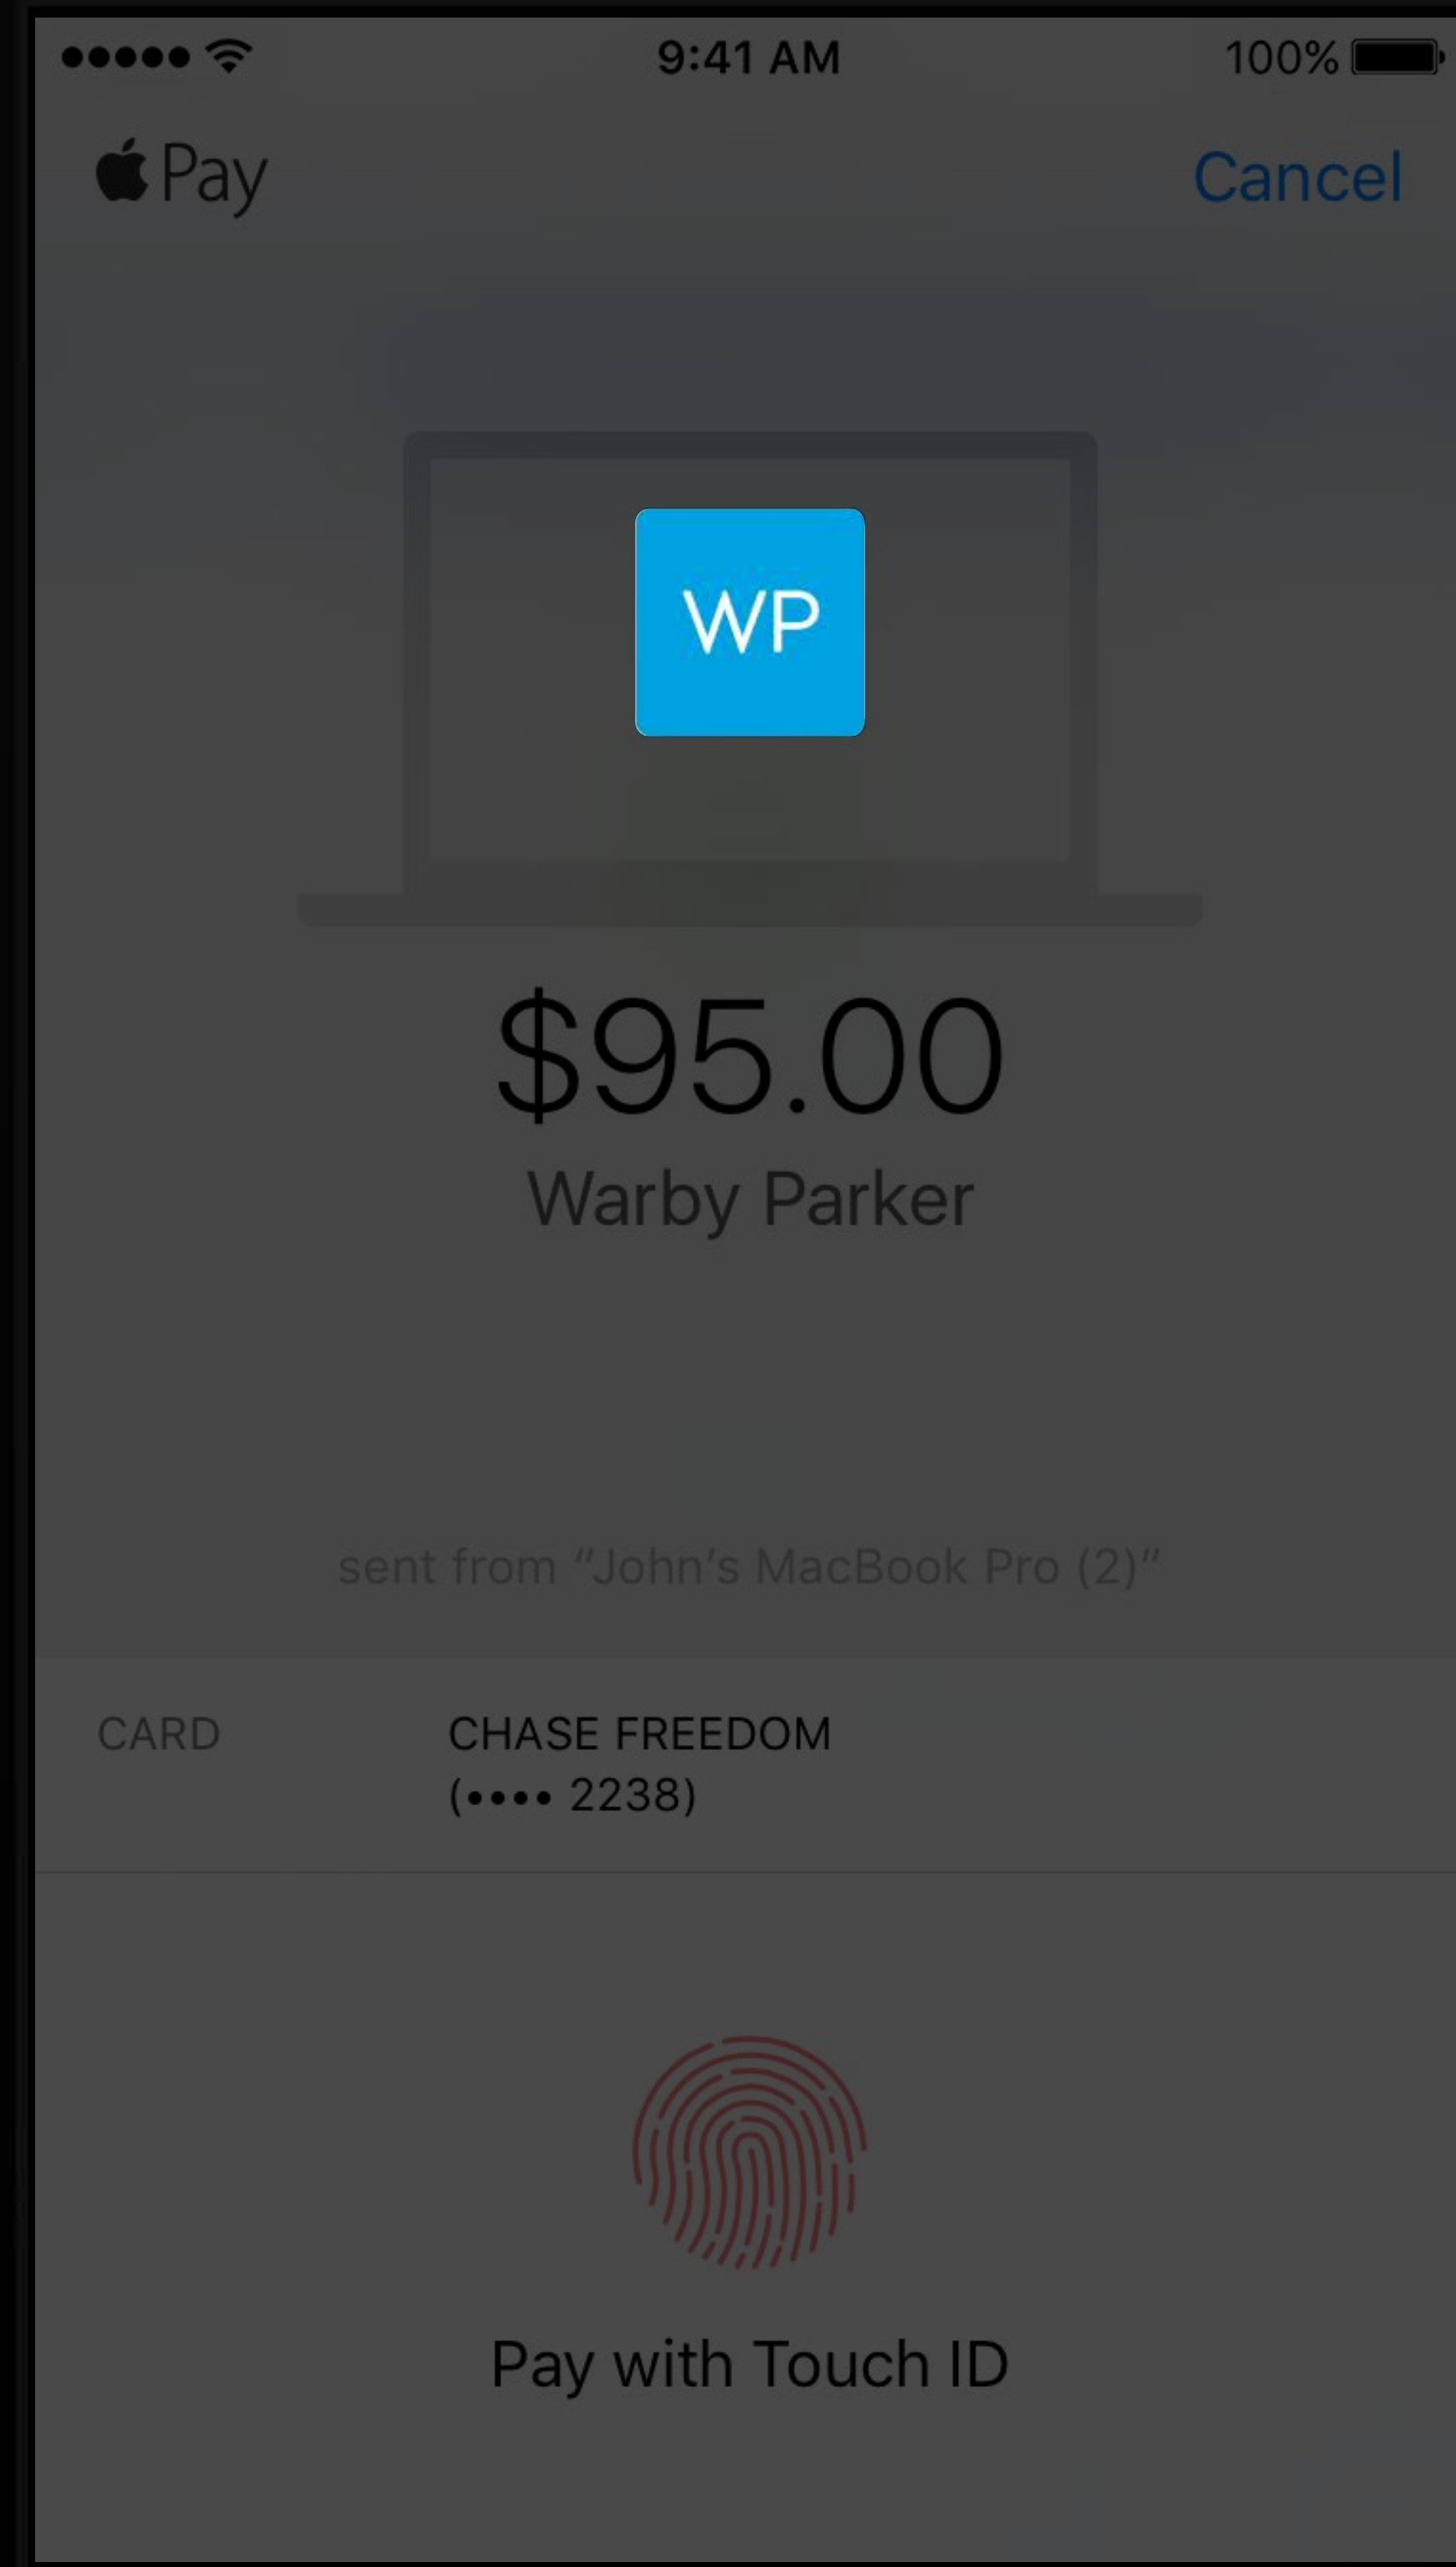 9:41 AM
100%
Pay
Cancel
WP
$95.00
Warby Parker
sent from “John’s MacBook Pro (2)”
CARD
CHASE FREEDOM
(•••• 2238)
Pay with Touch ID